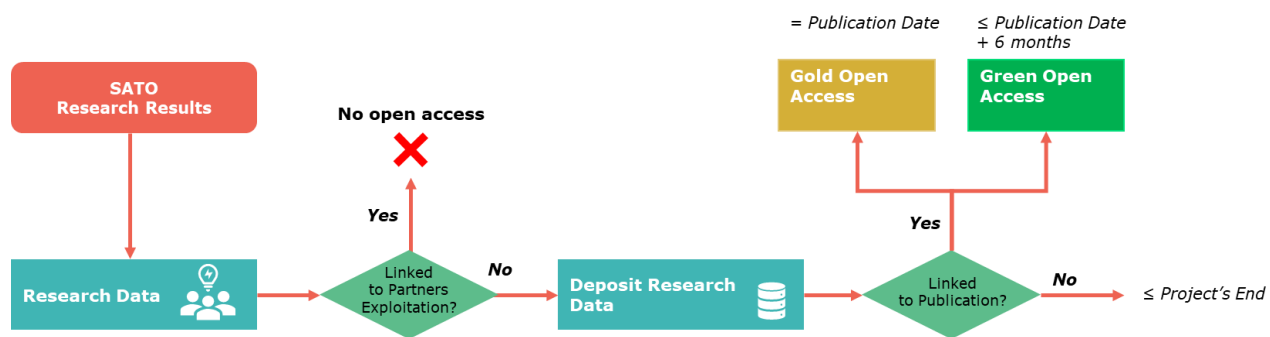 = Publication Date
≤ Publication Date
+ 6 months
SATO
Research Results
Gold Open
Access
Green Open
Access
No open access
Yes
Yes
Research Data
Linked
to Partners
Exploitation?
No
Deposit Research
Data
Linked
to Publication?
No
≤ Project's End